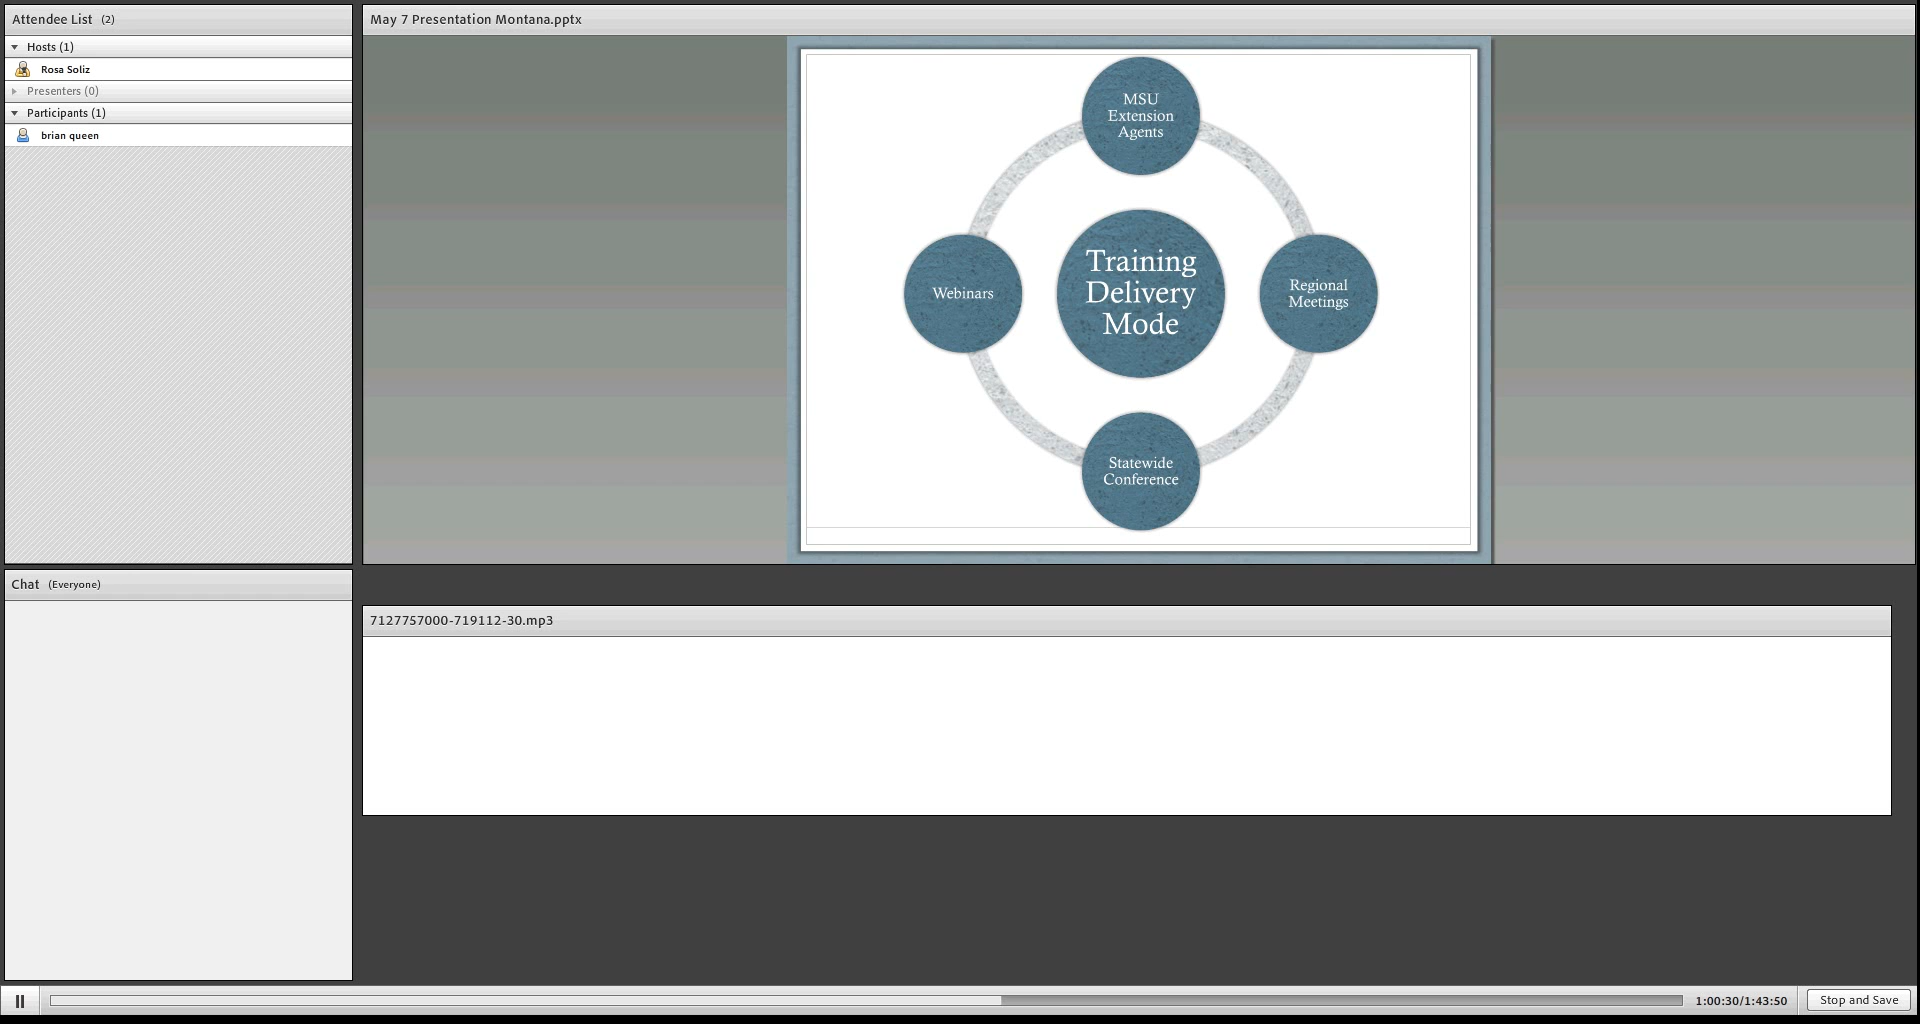 Attendee List (2)
Hosts (1)
Rosa Soliz
Presenters (0)
Participants (1)
brian queen
May 7 Presentation Montana.pptx
MSU
Extension
Agents
Webinars
Training
Delivery
Mode
Regional
Meetings
Statewide
Conference
Chat (Everyone)
7127757000-719112-30.mp3
1:00:30/1:43:50
Stop and Save